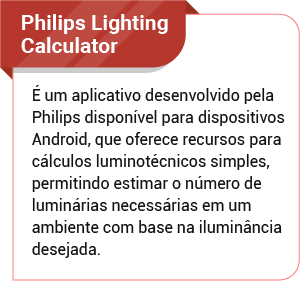 Philips Lighting
Calculator
É um aplicativo desenvolvido pela
Philips disponível para dispositivos
Android, que oferece recursos para
cálculos luminotécnicos simples,
permitindo estimar o número de
luminárias necessárias em um
ambiente com base na iluminância
desejada.